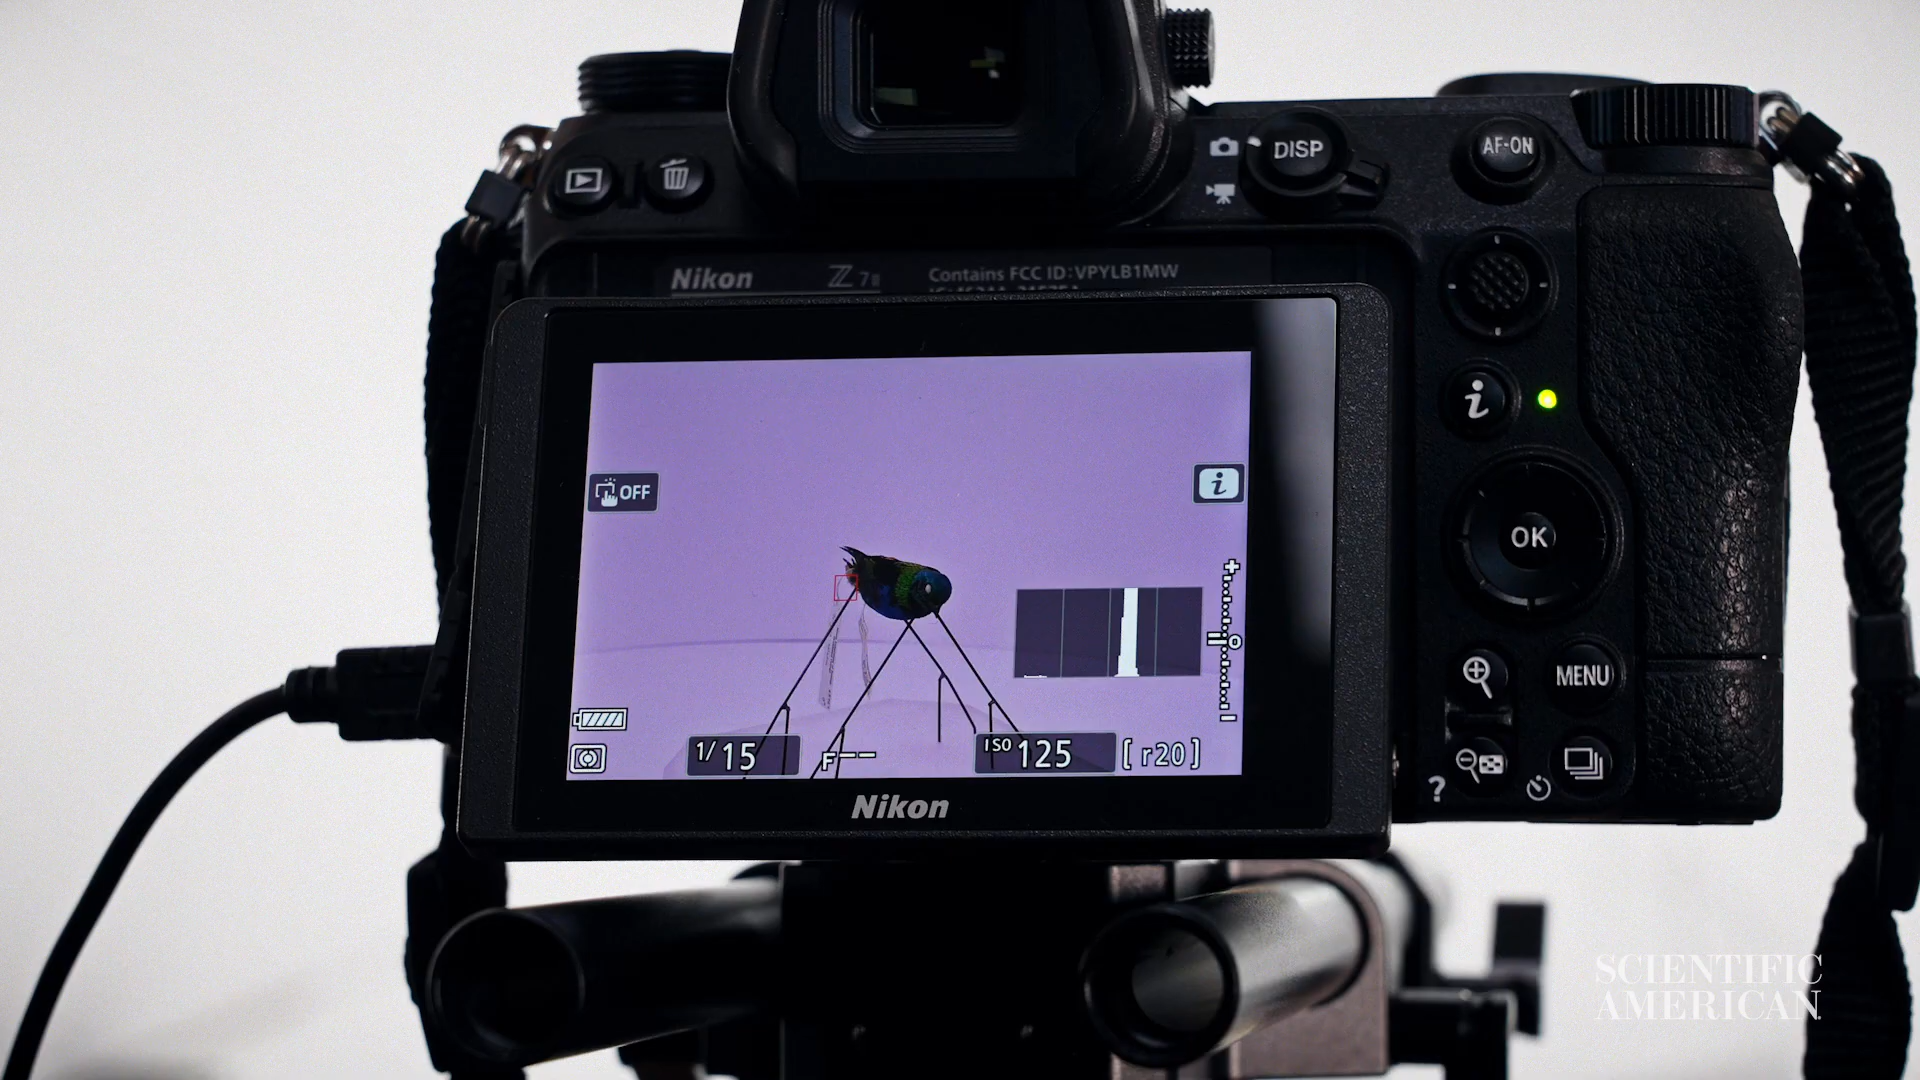 DISP
AF-ON
Nikon Z 7II Contains FCC ID:VPYLB1MW
i
OFF
i
OK
MENU
1/15 F-- ISO 125 [r20]
?
Nikon
SCIENTIFIC
AMERICAN